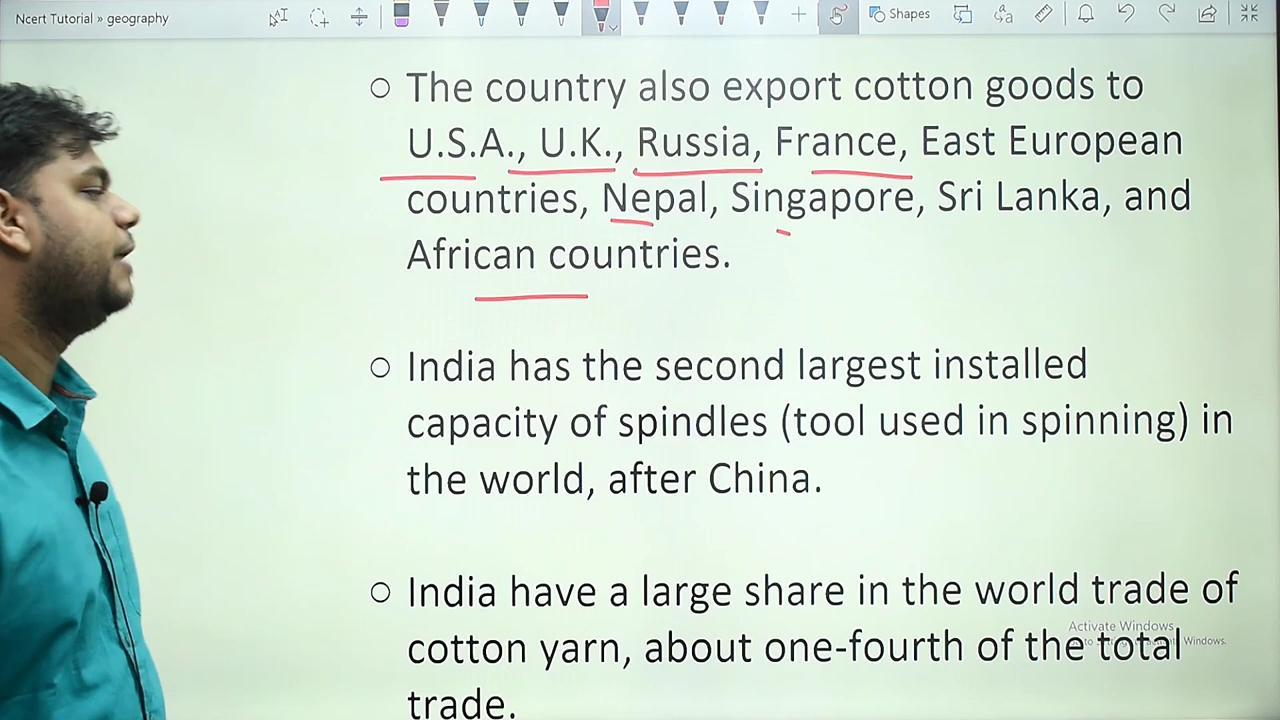 Ncert Tutorial » geography
Shapes
○ The country also export cotton goods to
U.S.A., U.K., Russia, France, East European
countries, Nepal, Singapore, Sri Lanka, and
African countries.
○ India has the second largest installed
capacity of spindles (tool used in spinning) in
the world, after China.
○ India have a large share in the world trade of
Activate Windows
cotton yarn, about one-fourth of the total
Windows.
trade.